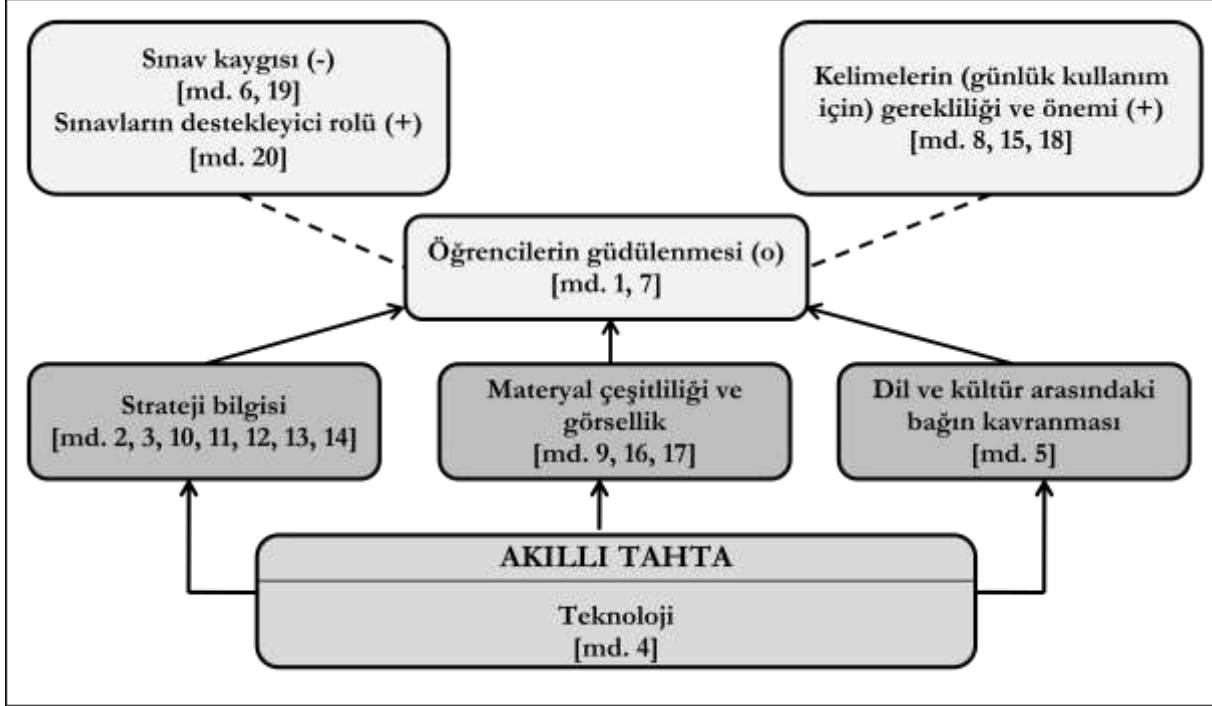 Sınav kaygısı (-)
[md. 6, 19]
Sınavların destekleyici rolü (+)
[md. 20]
Kelimelerin (günlük kullanım
için) gerekliliği ve önemi (+)
[md. 8, 15, 18]
Öğrencilerin güdülenmesi (o)
[md. 1, 7]
Strateji bilgisi
[md. 2, 3, 10, 11, 12, 13, 14]
Materyal çeşitliliği ve
görsellik
[md. 9, 16, 17]
Dil ve kültür arasındaki
bağın kavranması
[md. 5]
AKILLI TAHTA
Teknoloji
[md. 4]